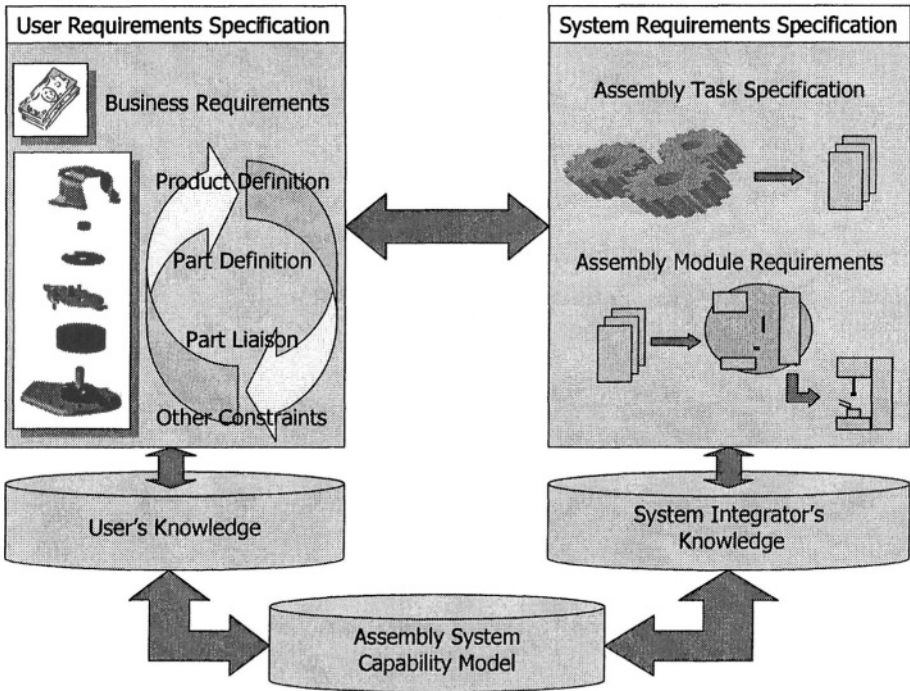 User Requirements Specification
Business Requirements
Product Definition
Part Definition
Part Liaison
Other Constraints
System Requirements Specification
Assembly Task Specification
Assembly Module Requirements
User's Knowledge
System Integrator's
Knowledge
Assembly System
Capability Model